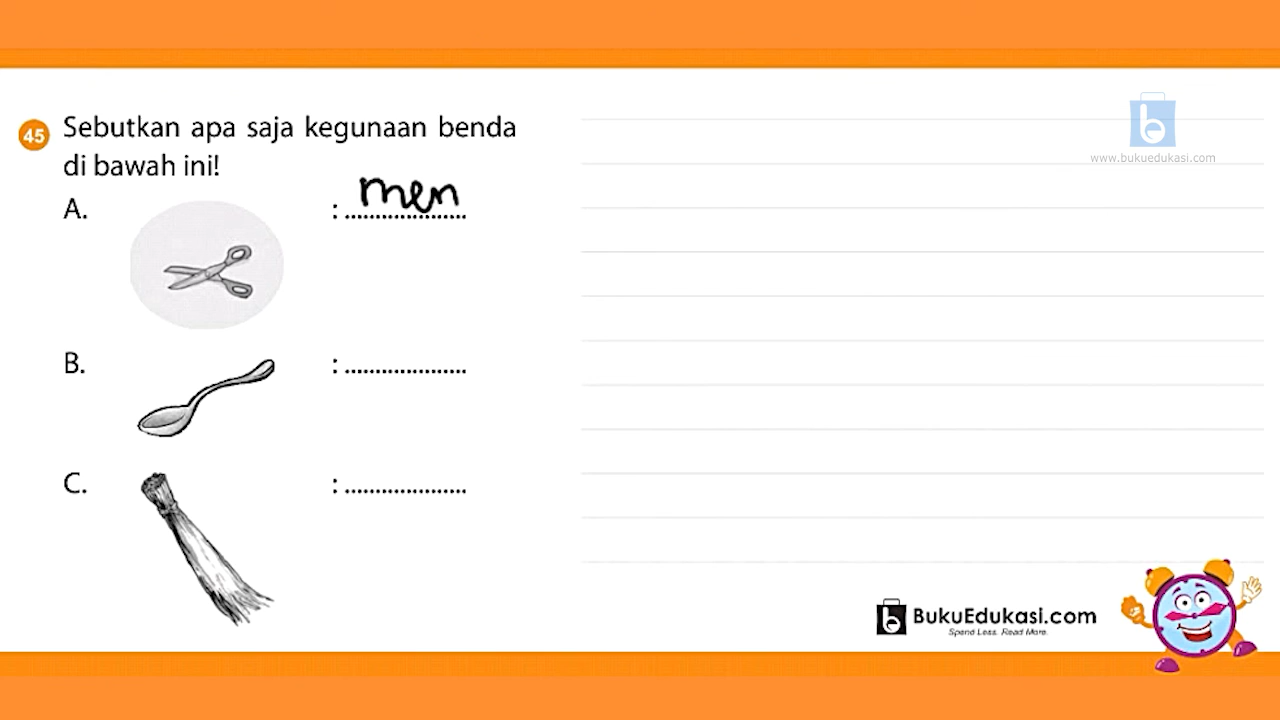 45 Sebutkan apa saja kegunaan benda
di bawah ini!
A. : .................... men
B. : ....................
C. : ....................
b
www.bukuedukasi.com
b BukuEdukasi.com
Spend Less. Read More.